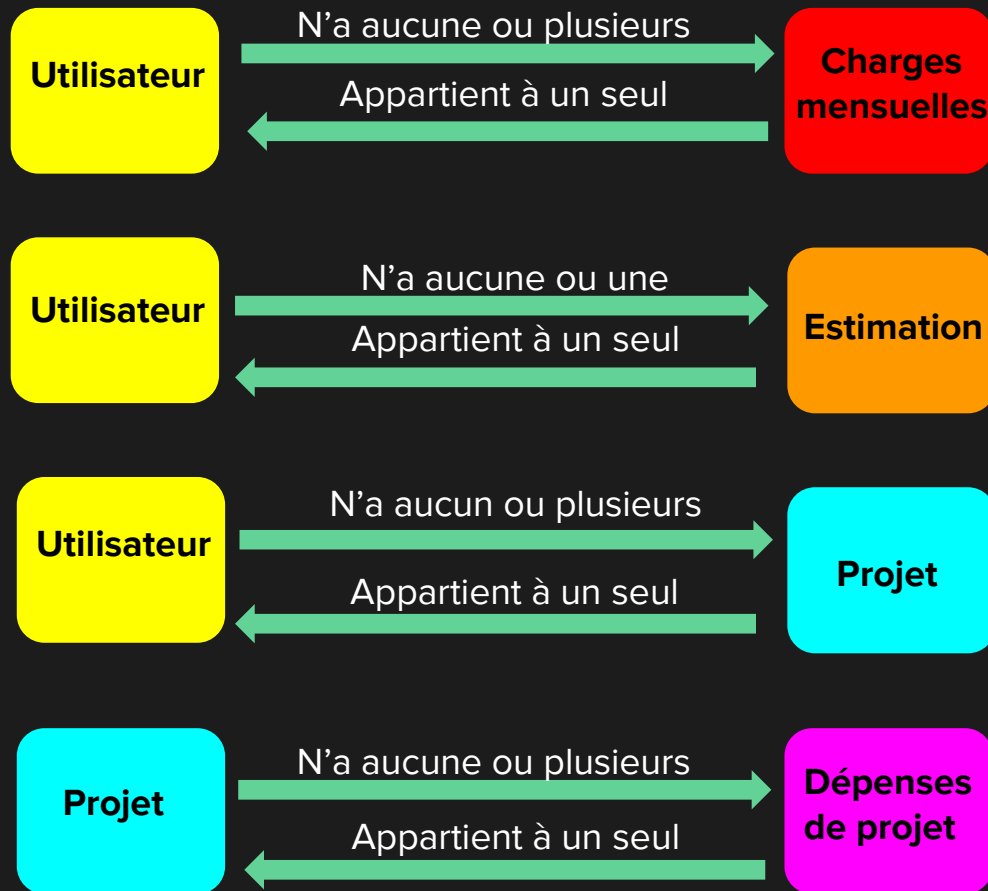 N’a aucune ou plusieurs
Utilisateur
Charges
mensuelles
Appartient à un seul
N’a aucune ou une
Utilisateur
Appartient à un seul
Estimation
N’a aucun ou plusieurs
Utilisateur
Projet
Appartient à un seul
N’a aucune ou plusieurs
Projet
Dépenses
de projet
Appartient à un seul